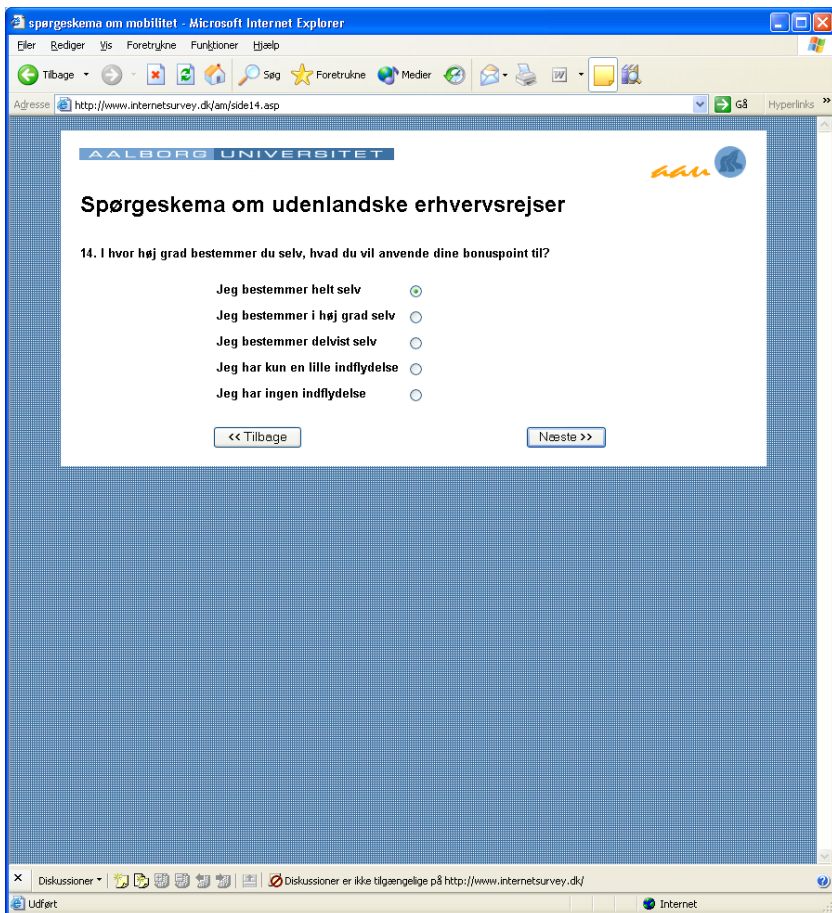 spørgeskema om mobilitet - Microsoft Internet Explorer
Filer Rediger Vis Foretrukne Funktioner Hjælp
Tilbage Søg Foretrukne Medier
Adresse http://www.internetsurvey.dk/am/side14.asp Gå Hyperlinks »
AALBORG UNIVERSITET
aau
Spørgeskema om udenlandske erhvervsrejser
14. I hvor høj grad bestemmer du selv, hvad du vil anvende dine bonuspoint til?
Jeg bestemmer helt selv
Jeg bestemmer i høj grad selv
Jeg bestemmer delvist selv
Jeg har kun en lille indflydelse
Jeg har ingen indflydelse
<< Tilbage Næste >>
Diskussioner Diskussioner er ikke tilgængelige på http://www.internetsurvey.dk/
Udført Internet